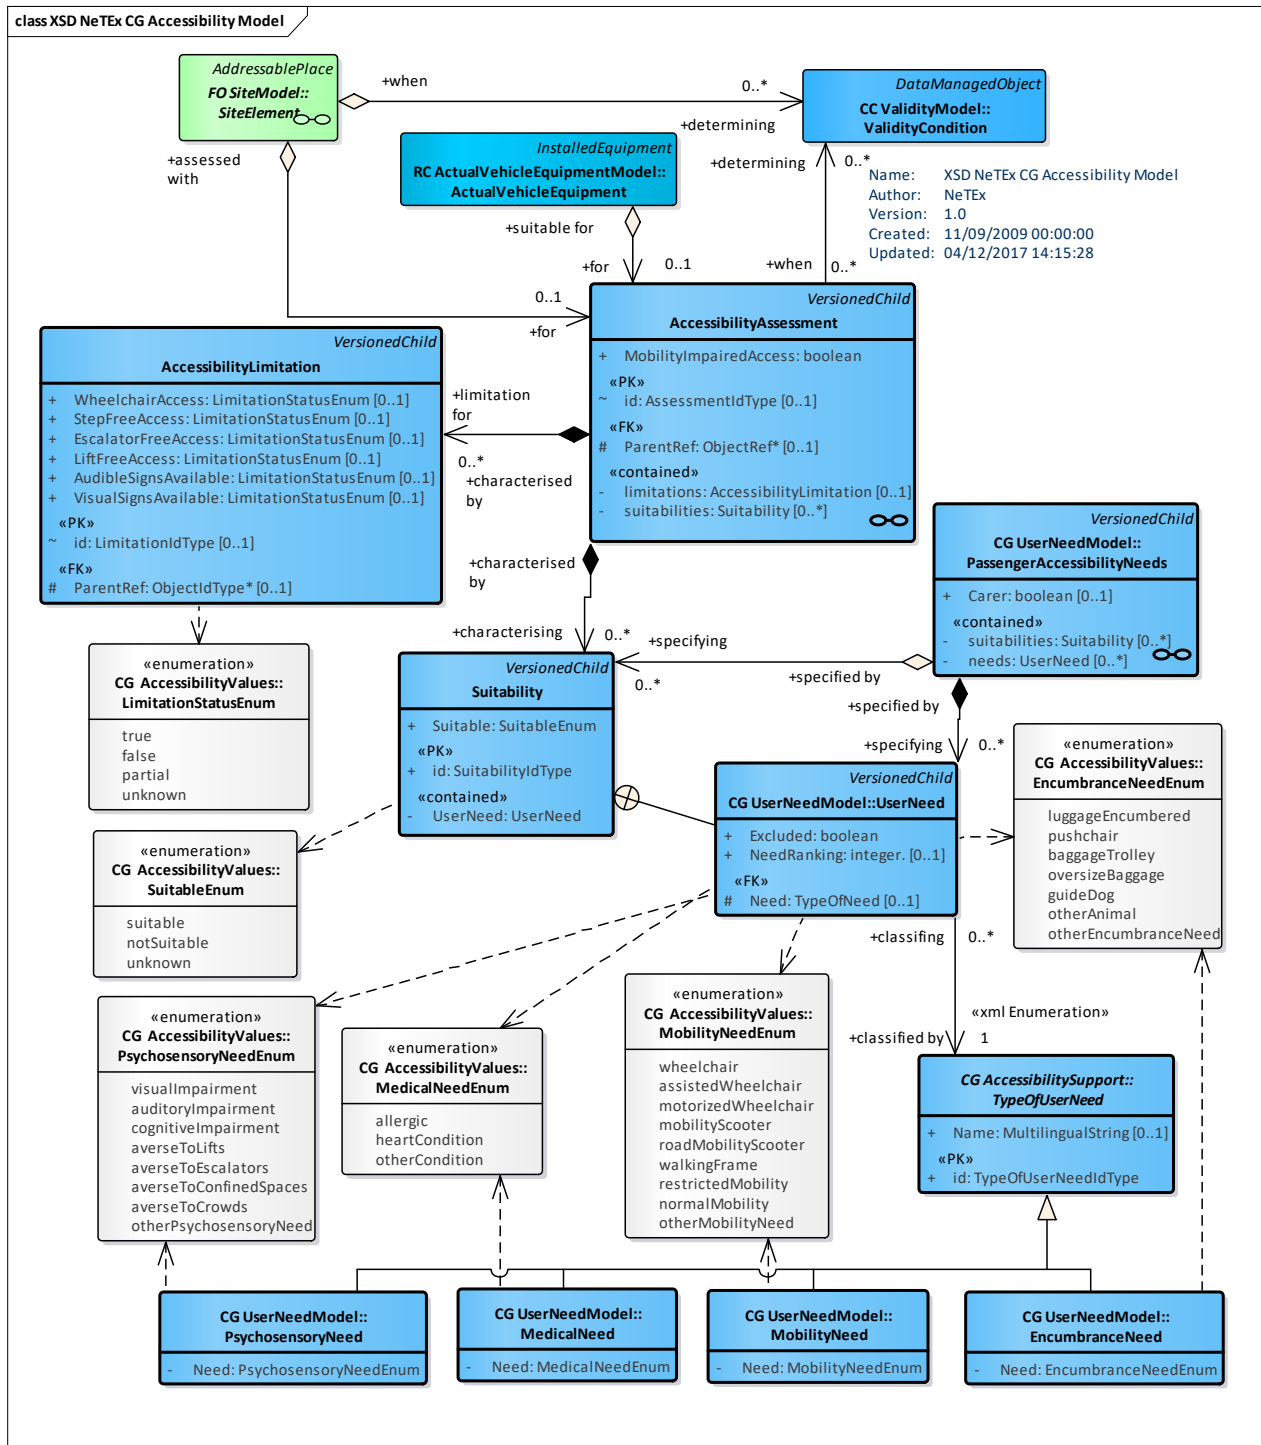 class XSD NeTEx CG Accessibility Model
AddressablePlace
FO SiteModel::
SiteElement
+when
0..*
+determining
DataManagedObject
CC ValidityModel::
ValidityCondition
+assessed
with
InstalledEquipment
RC ActualVehicleEquipmentModel::
ActualVehicleEquipment
+determining
0..*
Name: XSD NeTEx CG Accessibility Model
Author: NeTEx
Version: 1.0
Created: 11/09/2009 00:00:00
Updated: 04/12/2017 14:15:28
+suitable for
+for
0..1
+when
0..*
0..1
+for
VersionedChild
AccessibilityAssessment
+ MobilityImpairedAccess: boolean
«PK»
~ id: AssessmentIdType [0..1]
«FK»
# ParentRef: ObjectRef* [0..1]
«contained»
- limitations: AccessibilityLimitation [0..1]
- suitabilities: Suitability [0..*]
VersionedChild
AccessibilityLimitation
+ WheelchairAccess: LimitationStatusEnum [0..1]
+ StepFreeAccess: LimitationStatusEnum [0..1]
+ EscalatorFreeAccess: LimitationStatusEnum [0..1]
+ LiftFreeAccess: LimitationStatusEnum [0..1]
+ AudibleSignsAvailable: LimitationStatusEnum [0..1]
+ VisualSignsAvailable: LimitationStatusEnum [0..1]
«PK»
~ id: LimitationIdType [0..1]
«FK»
# ParentRef: ObjectIdType* [0..1]
+limitation
for
0..*
+characterised
by
+characterised
by
+characterising
0..*
VersionedChild
CG UserNeedModel::
PassengerAccessibilityNeeds
+ Carer: boolean [0..1]
«contained»
- suitabilities: Suitability [0..*]
- needs: UserNeed [0..*]
+specifying
0..*
+specified by
+specified by
+specifying
0..*
«enumeration»
CG AccessibilityValues::
LimitationStatusEnum
true
false
partial
unknown
VersionedChild
Suitability
+ Suitable: SuitableEnum
«PK»
+ id: SuitabilityIdType
«contained»
- UserNeed: UserNeed
VersionedChild
CG UserNeedModel::UserNeed
+ Excluded: boolean
+ NeedRanking: integer. [0..1]
«FK»
# Need: TypeOfNeed [0..1]
«enumeration»
CG AccessibilityValues::
EncumbranceNeedEnum
luggageEncumbered
pushchair
baggageTrolley
oversizeBaggage
guideDog
otherAnimal
otherEncumbranceNeed
«enumeration»
CG AccessibilityValues::
SuitableEnum
suitable
notSuitable
unknown
+classifing
0..*
«xml Enumeration»
+classified by
1
«enumeration»
CG AccessibilityValues::
PsychosensoryNeedEnum
visualImpairment
auditoryImpairment
cognitiveImpairment
averseToLifts
averseToEscalators
averseToConfinedSpaces
averseToCrowds
otherPsychosensoryNeed
«enumeration»
CG AccessibilityValues::
MedicalNeedEnum
allergic
heartCondition
otherCondition
«enumeration»
CG AccessibilityValues::
MobilityNeedEnum
wheelchair
assistedWheelchair
motorizedWheelchair
mobilityScooter
roadMobilityScooter
walkingFrame
restrictedMobility
normalMobility
otherMobilityNeed
CG AccessibilitySupport::
TypeOfUserNeed
+ Name: MultilingualString [0..1]
«PK»
+ id: TypeOfUserNeedIdType
CG UserNeedModel::
PsychosensoryNeed
- Need: PsychosensoryNeedEnum
CG UserNeedModel::
MedicalNeed
- Need: MedicalNeedEnum
CG UserNeedModel::
MobilityNeed
- Need: MobilityNeedEnum
CG UserNeedModel::
EncumbranceNeed
- Need: EncumbranceNeedEnum